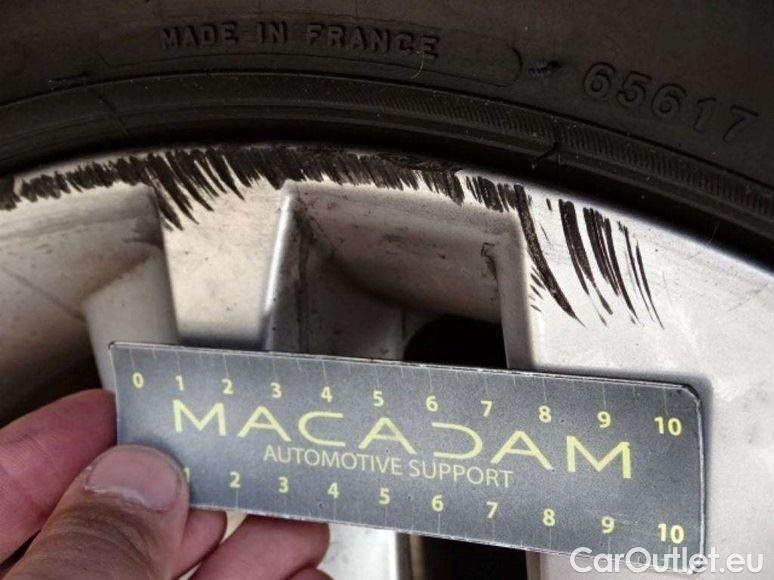 MADE IN FRANCE
65617
0 1 2 3 4 5 6 7 8 9 10
MACADAM
AUTOMOTIVE SUPPORT
1 2 3 4 5 6 7 8 9 10
CarOutlet.eu